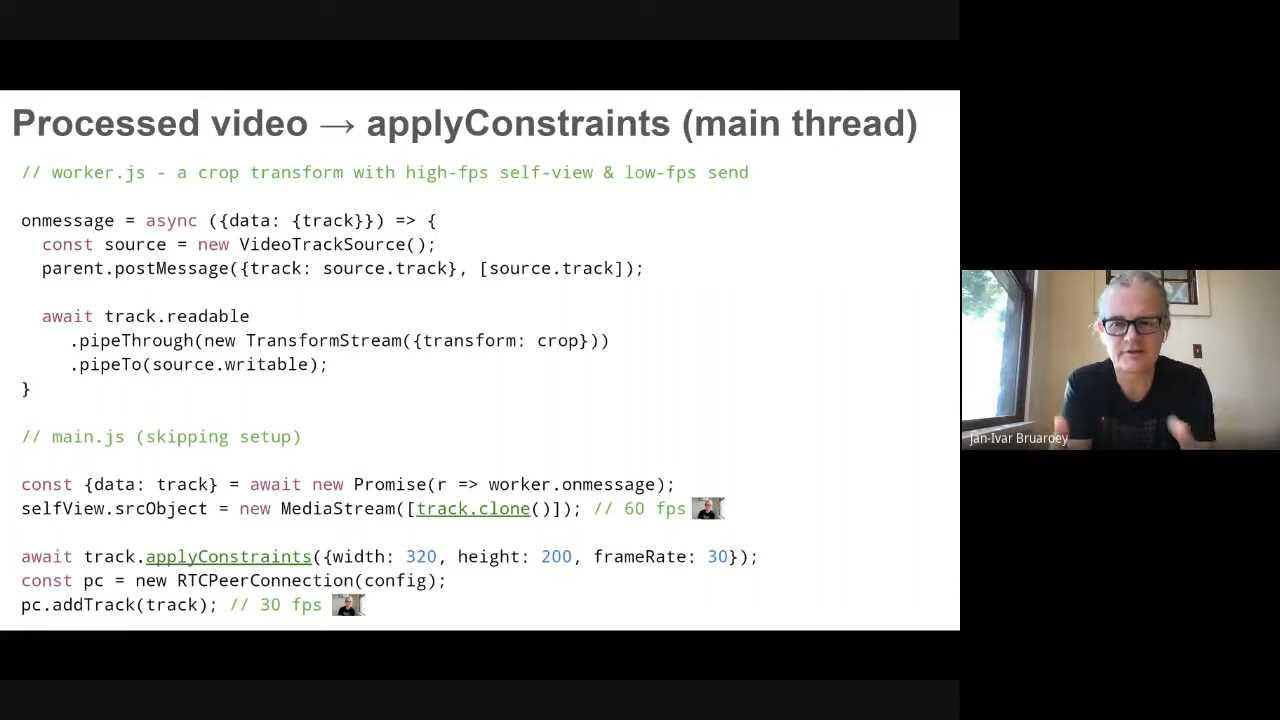 Processed video → applyConstraints (main thread)
// worker.js - a crop transform with high-fps self-view & low-fps send
onmessage = async ({data: {track}}) => {
const source = new VideoTrackSource();
parent.postMessage({track: source.track}, [source.track]);
await track.readable
.pipeThrough(new TransformStream({transform: crop}))
.pipeTo(source.writable);
}
// main.js (skipping setup)
const {data: track} = await new Promise(r => worker.onmessage);
selfView.srcObject = new MediaStream([track.clone()]); // 60 fps
await track.applyConstraints({width: 320, height: 200, frameRate: 30});
const pc = new RTCPeerConnection(config);
pc.addTrack(track); // 30 fps
Jan-Ivar Bruaroey